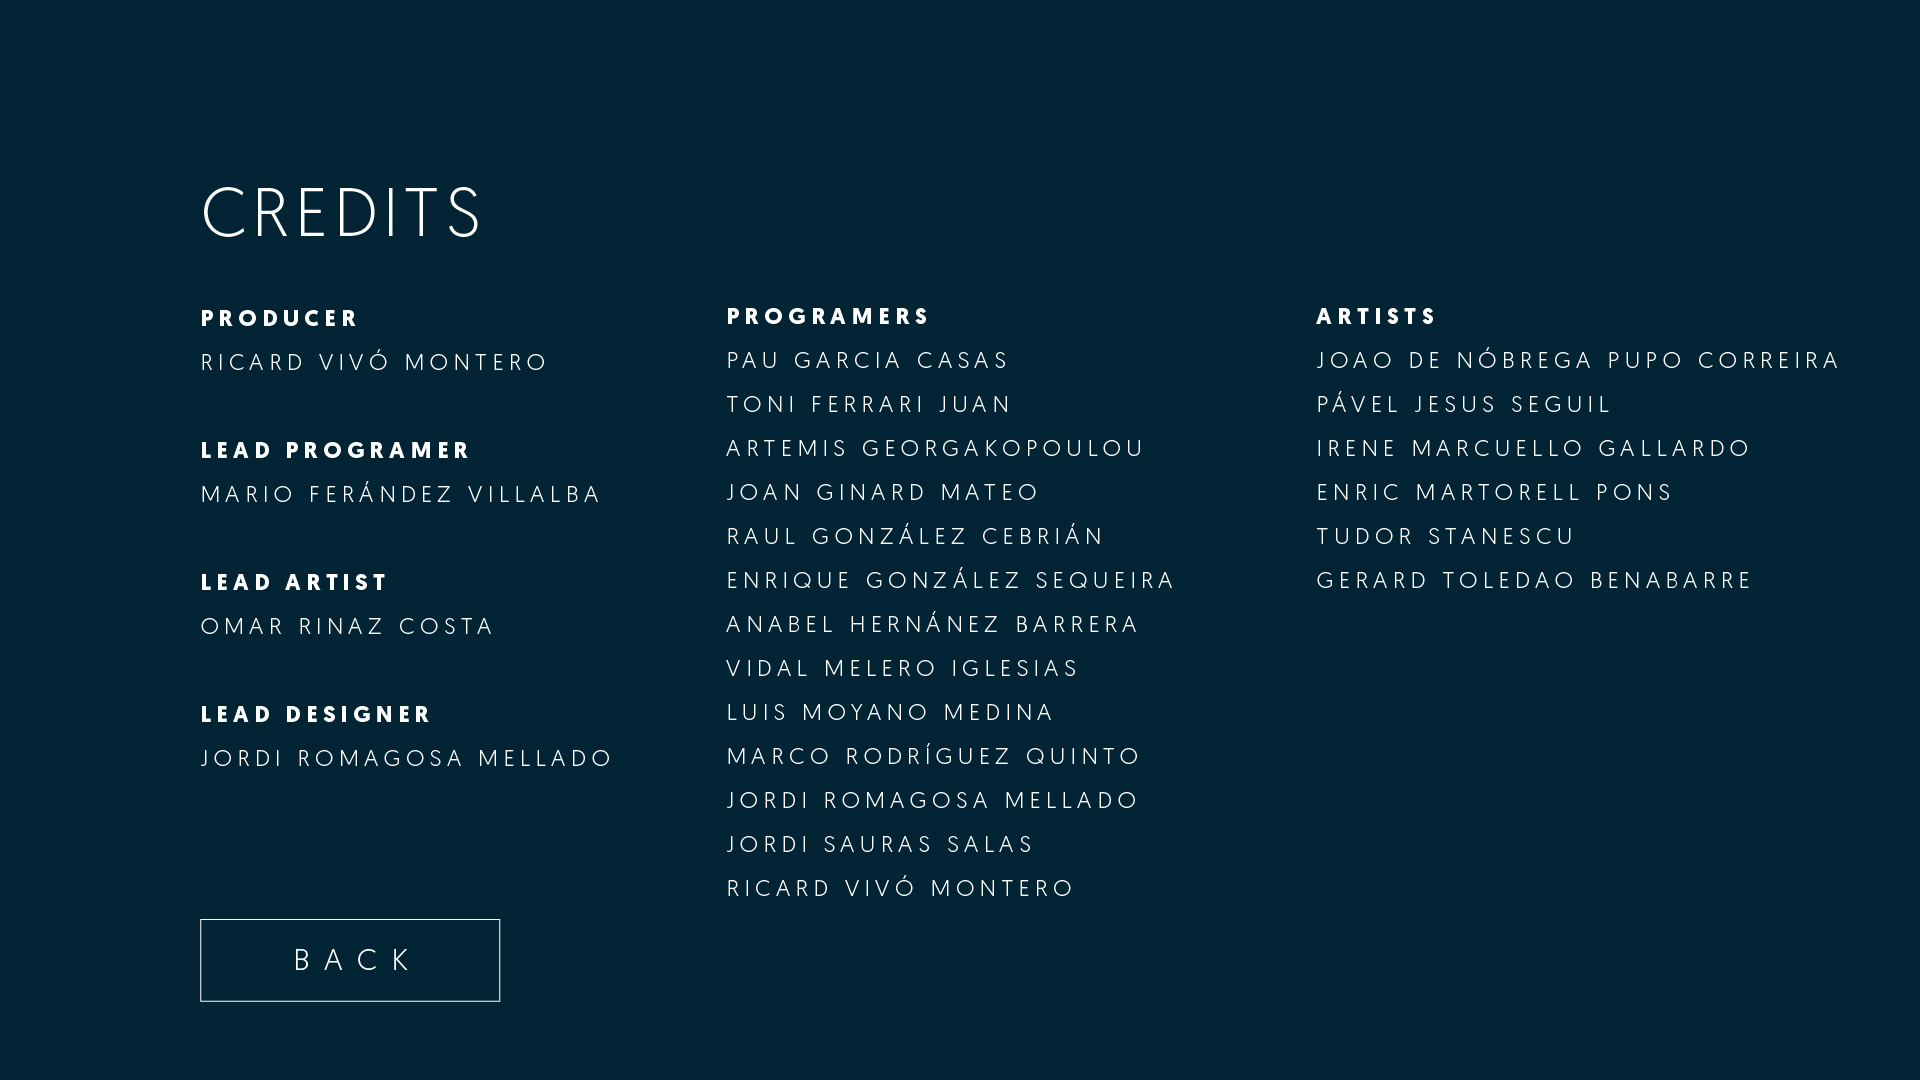 CREDITS
PRODUCER
RICARD VIVÓ MONTERO
LEAD PROGRAMER
MARIO FERÁNDEZ VILLALBA
LEAD ARTIST
OMAR RINAZ COSTA
LEAD DESIGNER
JORDI ROMAGOSA MELLADO
PROGRAMERS
PAU GARCIA CASAS
TONI FERRARI JUAN
ARTEMIS GEORGAKOPOULOU
JOAN GINARD MATEO
RAUL GONZÁLEZ CEBRIÁN
ENRIQUE GONZÁLEZ SEQUEIRA
ANABEL HERNÁNEZ BARRERA
VIDAL MELERO IGLESIAS
LUIS MOYANO MEDINA
MARCO RODRÍGUEZ QUINTO
JORDI ROMAGOSA MELLADO
JORDI SAURAS SALAS
RICARD VIVÓ MONTERO
ARTISTS
JOAO DE NÓBREGA PUPO CORREIRA
PÁVEL JESUS SEGUIL
IRENE MARCUELLO GALLARDO
ENRIC MARTORELL PONS
TUDOR STANESCU
GERARD TOLEDAO BENABARRE
BACK